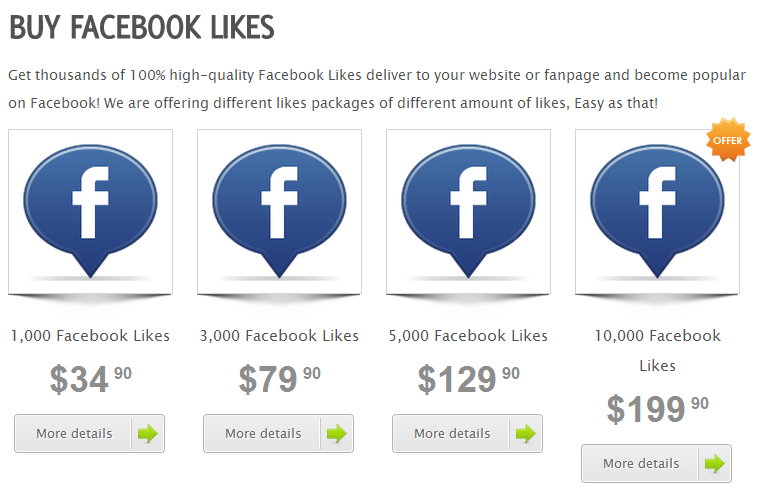 BUY FACEBOOK LIKES
Get thousands of 100% high-quality Facebook Likes deliver to your website or fanpage and become popular
on Facebook! We are offering different likes packages of different amount of likes, Easy as that!
OFFER
f f f f
1,000 Facebook Likes 3,000 Facebook Likes 5,000 Facebook Likes 10,000 Facebook
Likes
$34 90 $79 90 $129 90
$199 90
More details More details More details
More details